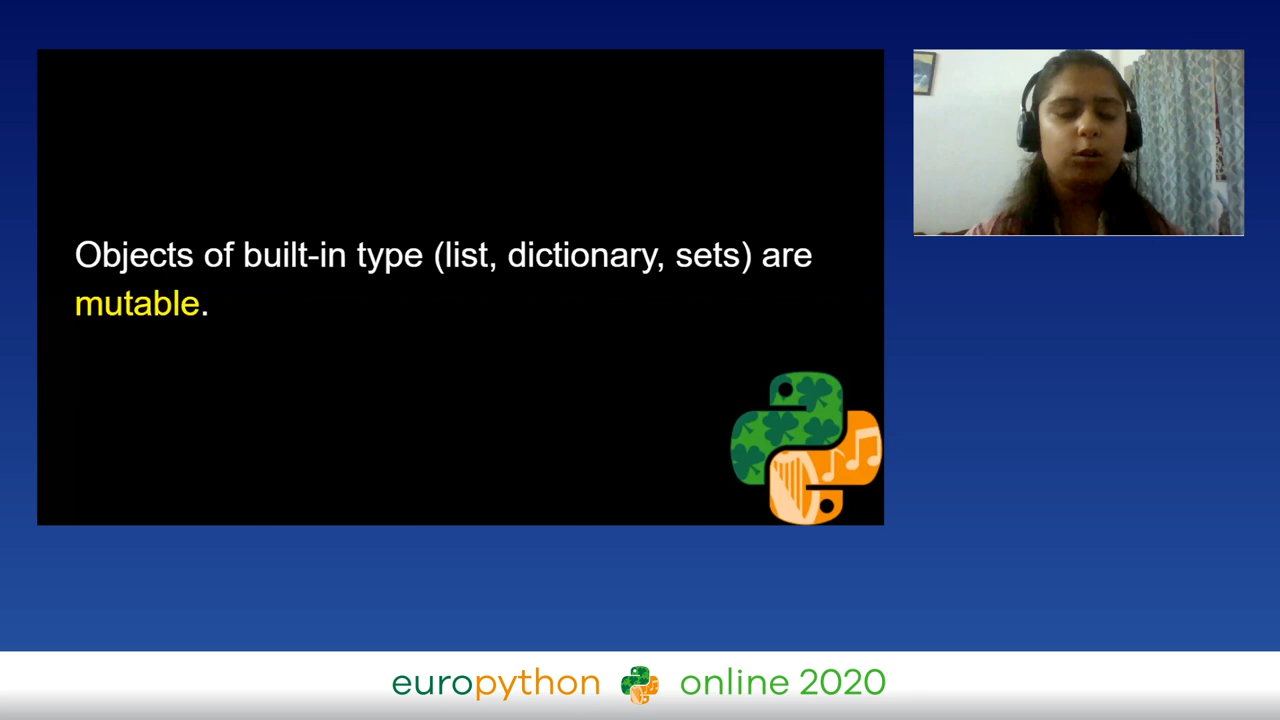 Objects of built-in type (list, dictionary, sets) are
mutable.
europython online 2020